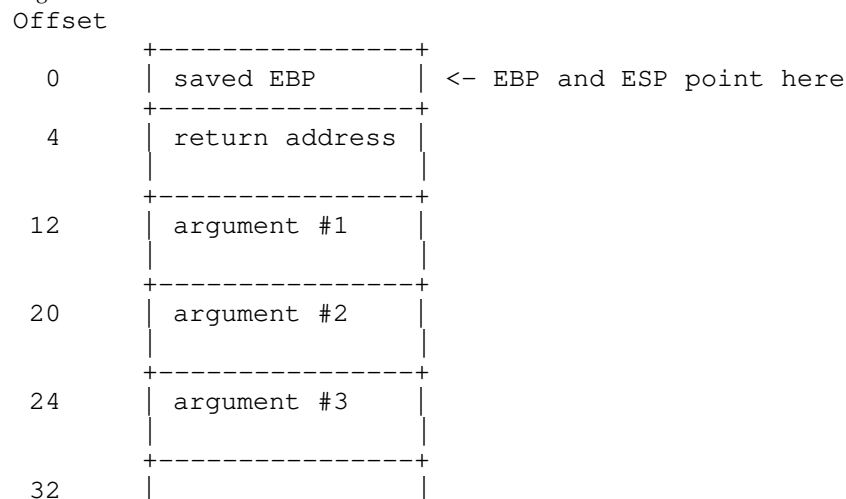 Offset
+----------------+
0 | saved EBP | <- EBP and ESP point here
+----------------+
4 | return address |
| |
+----------------+
12 | argument #1 |
| |
+----------------+
20 | argument #2 |
| |
+----------------+
24 | argument #3 |
| |
+----------------+
32 | |